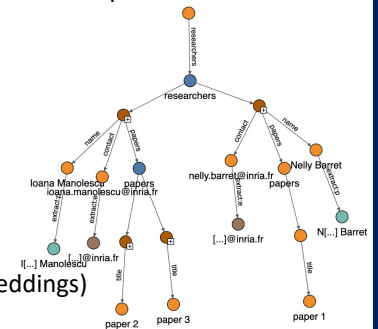 researchers
researchers
name
contact
papers
contact
papers
name
Ioana Manolescu
ioana.manolescu@inria.fr
papers
nelly.barret@inria.fr
papers
Nelly Barret
extract:p
extract:e
extract:e
extract:p
I[...] Manolescu
[...]@inria.fr
[...]@inria.fr
N[...] Barret
title
title
title
eddings)
paper 2
paper 3
paper 1